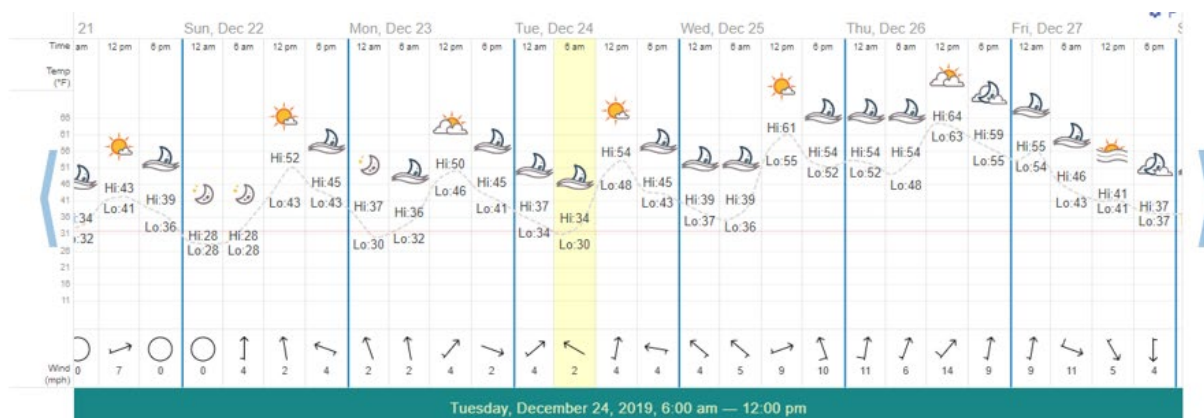 21 Sun, Dec 22 Mon, Dec 23 Tue, Dec 24 Wed, Dec 25 Thu, Dec 26 Fri, Dec 27
Time am 12 pm 6 pm 12 am 6 am 12 pm 6 pm 12 am 6 am 12 pm 6 pm 12 am 6 am 12 pm 6 pm 12 am 6 am 12 pm 6 pm 12 am 6 am 12 pm 6 pm 12 am 6 am 12 pm 6 pm
Temp
(°F)
66
61
56
51
46
41
36
31
26
21
16
11
:34
:32
Hi:43
Lo:41
Hi:39
Lo:36
Hi:28
Lo:28
Hi:28
Lo:28
Hi:52
Lo:43
Hi:45
Lo:43
Hi:37
Lo:30
Hi:36
Lo:32
Hi:50
Lo:46
Hi:45
Lo:41
Hi:37
Lo:34
Hi:34
Lo:30
Hi:54
Lo:48
Hi:45
Lo:43
Hi:39
Lo:37
Hi:39
Lo:36
Hi:61
Lo:55
Hi:54
Lo:52
Hi:54
Lo:52
Hi:54
Lo:48
Hi:64
Lo:63
Hi:59
Lo:55
Hi:55
Lo:54
Hi:46
Lo:43
Hi:41
Lo:41
Hi:37
Lo:37
Wind
(mph)
0 7 0 0 4 2 4 2 2 4 2 4 2 4 4 4 5 9 10 11 6 14 9 9 11 5 4
Tuesday, December 24, 2019, 6:00 am — 12:00 pm